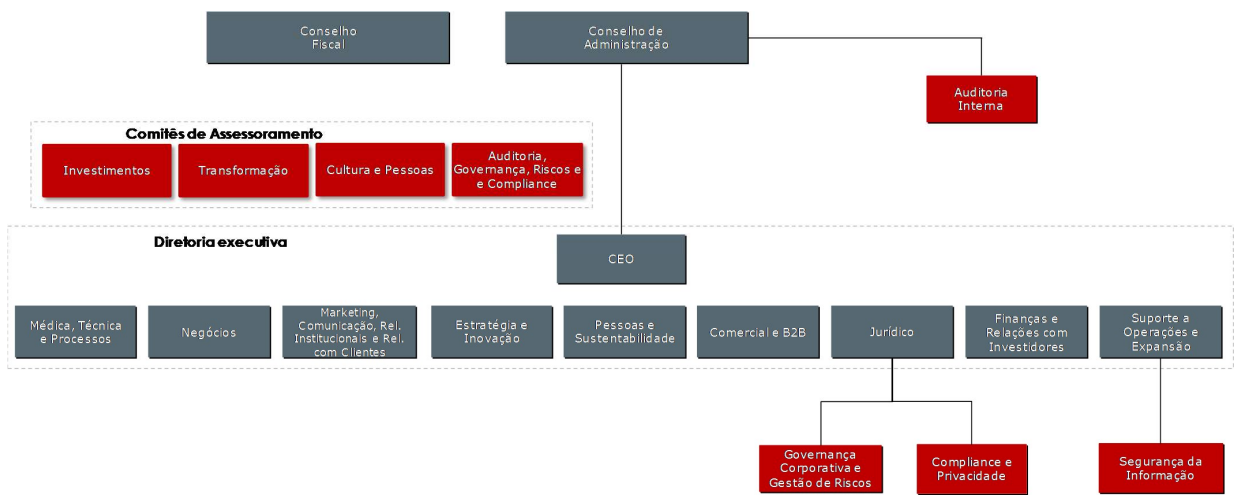 Conselho
Fiscal
Conselho de
Administração
Auditoria
Interna
Comitês de Assessoramento
Investimentos
Transformação
Cultura e Pessoas
Auditoria,
Governança, Riscos e
e Compliance
Diretoria executiva
CEO
Médica, Técnica
e Processos
Negócios
Marketing,
Comunicação, Rel.
Institucionais e Rel.
com Clientes
Estratégia e
Inovação
Pessoas e
Sustentabilidade
Comercial e B2B
Jurídico
Finanças e
Relações com
Investidores
Suporte a
Operações e
Expansão
Governança
Corporativa e
Gestão de Riscos
Compliance e
Privacidade
Segurança da
Informação